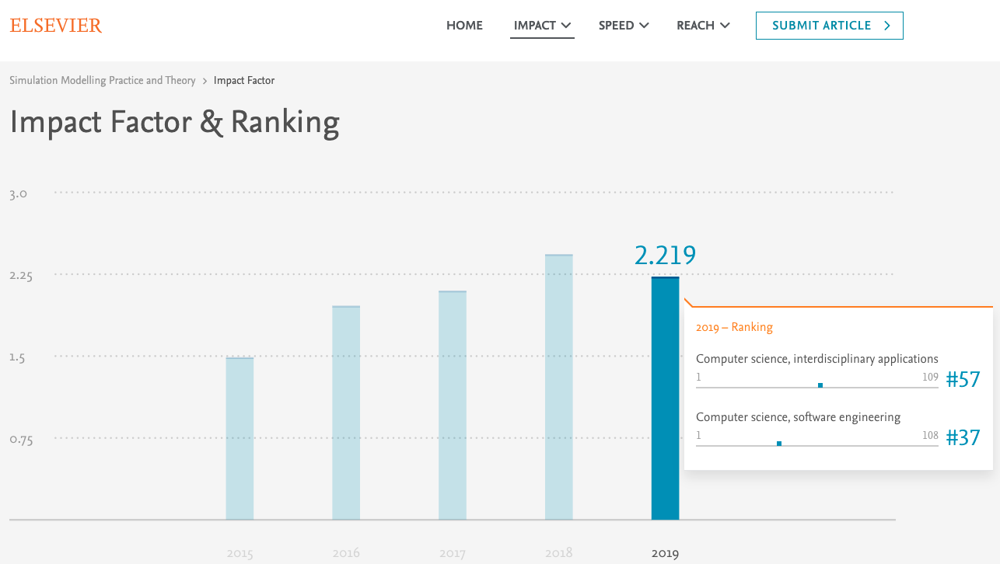 ELSEVIER
HOME IMPACT SPEED REACH SUBMIT ARTICLE
Simulation Modelling Practice and Theory > Impact Factor
Impact Factor & Ranking
3.0
2.219
2.25
2019 – Ranking
1.5
Computer science, interdisciplinary applications
1 109 #57
Computer science, software engineering
0.75
1 108 #37
2015 2016 2017 2018 2019